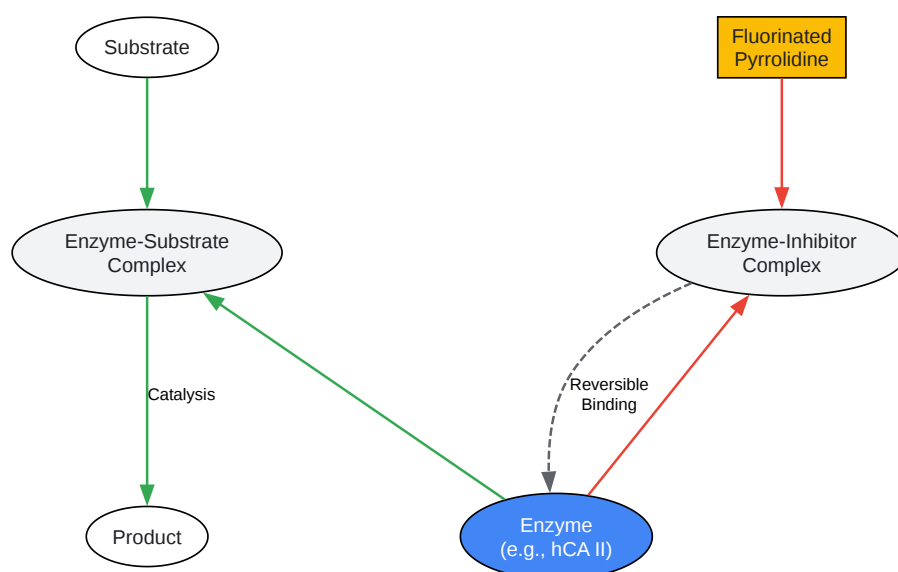 Substrate
Fluorinated
Pyrrolidine
Enzyme-Substrate
Complex
Enzyme-Inhibitor
Complex
Catalysis
Reversible
Binding
Product
Enzyme
(e.g., hCA II)